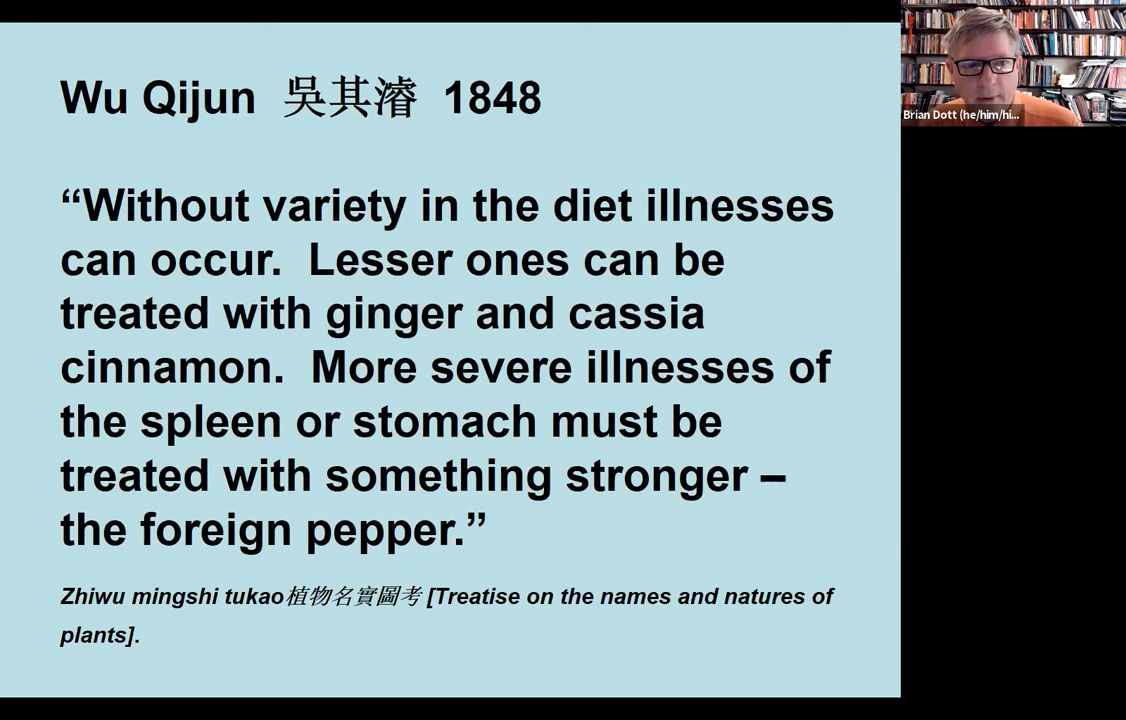 Wu Qijun 吳其濬 1848
“Without variety in the diet illnesses
can occur. Lesser ones can be
treated with ginger and cassia
cinnamon. More severe illnesses of
the spleen or stomach must be
treated with something stronger –
the foreign pepper.”
Zhiwu mingshi tukao植物名實圖考 [Treatise on the names and natures of
plants].
Brian Dott (he/him/hi...